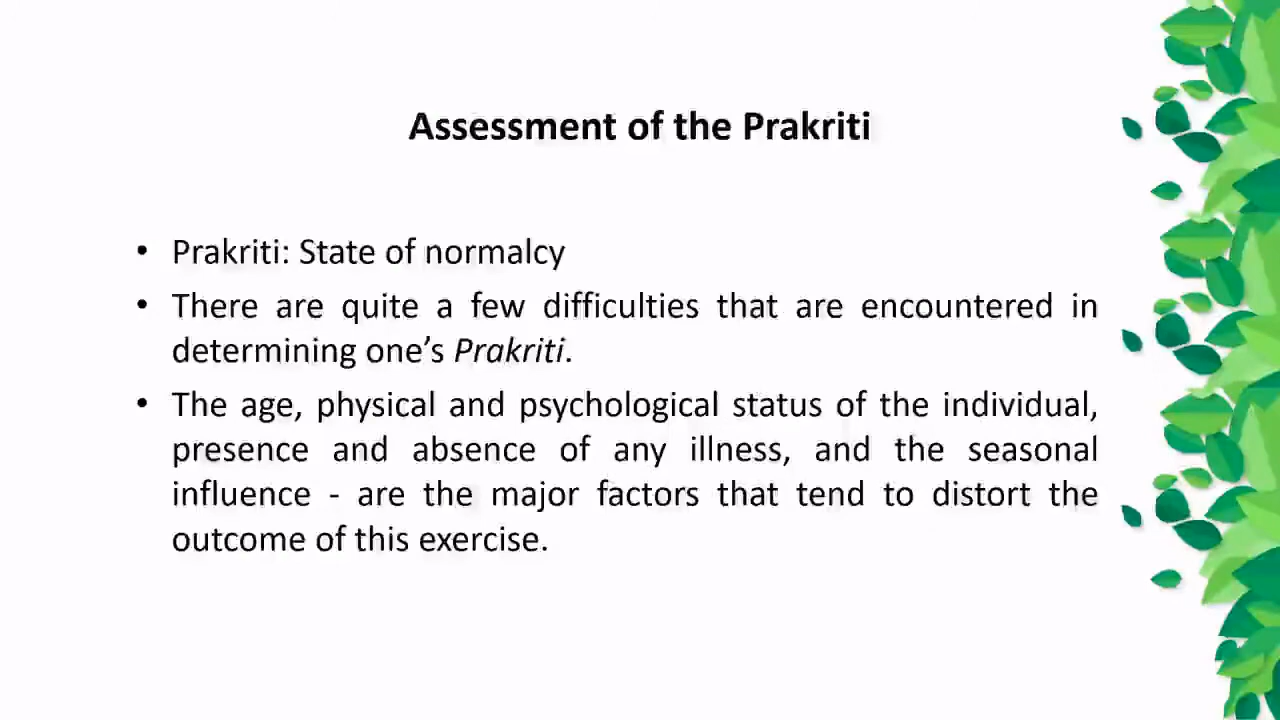 Assessment of the Prakriti
• Prakriti: State of normalcy
• There are quite a few difficulties that are encountered in
determining one’s Prakriti.
• The age, physical and psychological status of the individual,
presence and absence of any illness, and the seasonal
influence - are the major factors that tend to distort the
outcome of this exercise.